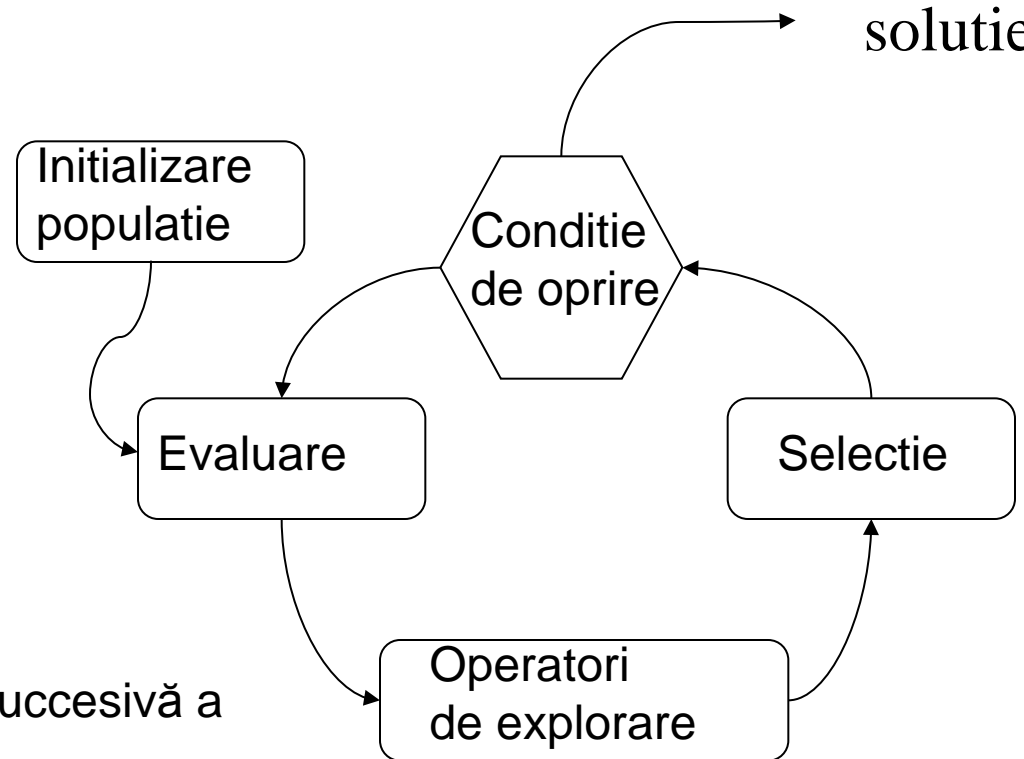 solutie
Initializare
populatie
Conditie
de oprire
Evaluare
Selectie
Operatori
de explorare
uccesivă a